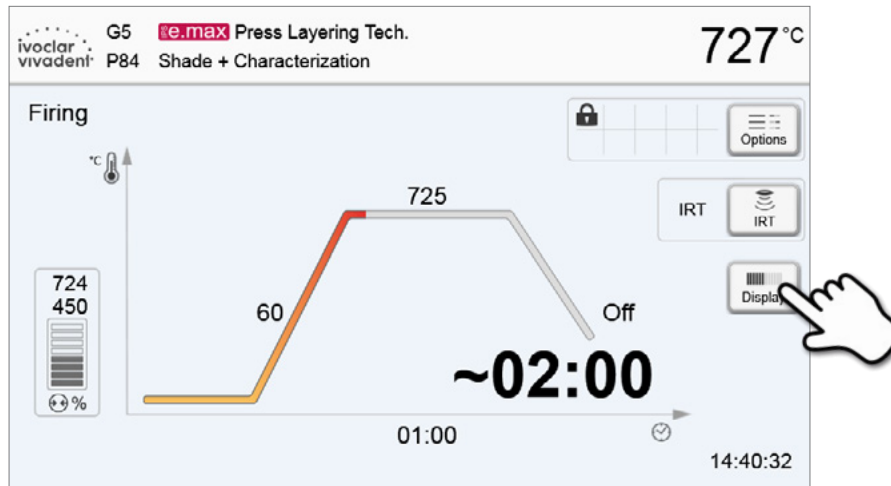 ivoclar
vivadent
G5 IPS e.max Press Layering Tech.
P84 Shade + Characterization
727 °C
Firing
Options
°C
725
IRT
IRT
724
450
60
Off
Display
~02:00
%
01:00
14:40:32